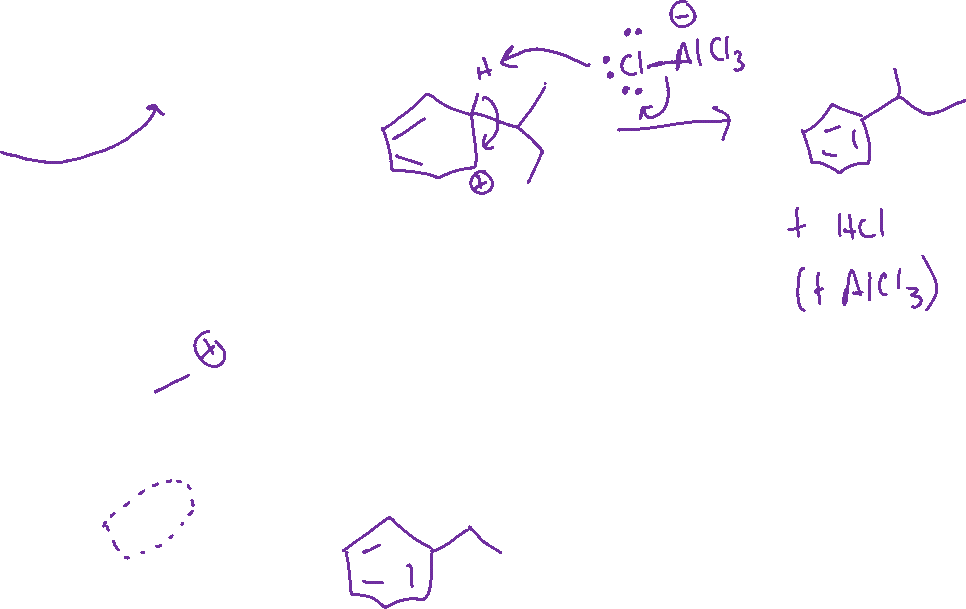 H
:Cl-AlCl3
⊖
⊕
+ HCl
(+ AlCl3)
⊕